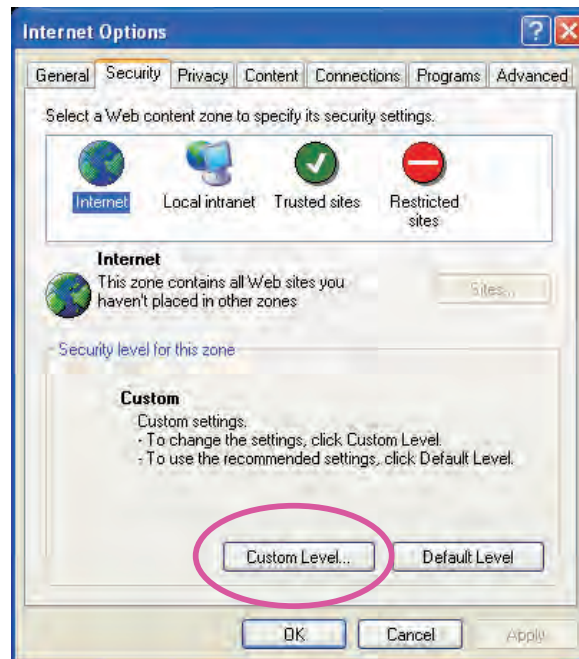 Internet Options
General Security Privacy Content Connections Programs Advanced
Select a Web content zone to specify its security settings.
Internet Local intranet Trusted sites Restricted sites
Internet
This zone contains all Web sites you
haven't placed in other zones
Sites...
Security level for this zone
Custom
Custom settings.
- To change the settings, click Custom Level.
- To use the recommended settings, click Default Level.
Custom Level... Default Level
OK Cancel Apply